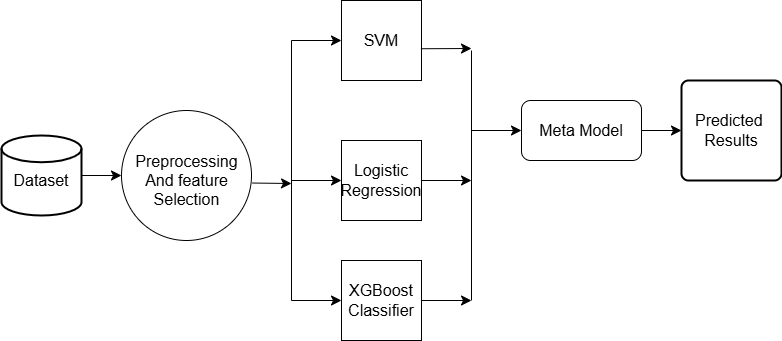 Dataset
Preprocessing
And feature
Selection
SVM
Logistic
Regression
XGBoost
Classifier
Meta Model
Predicted
Results